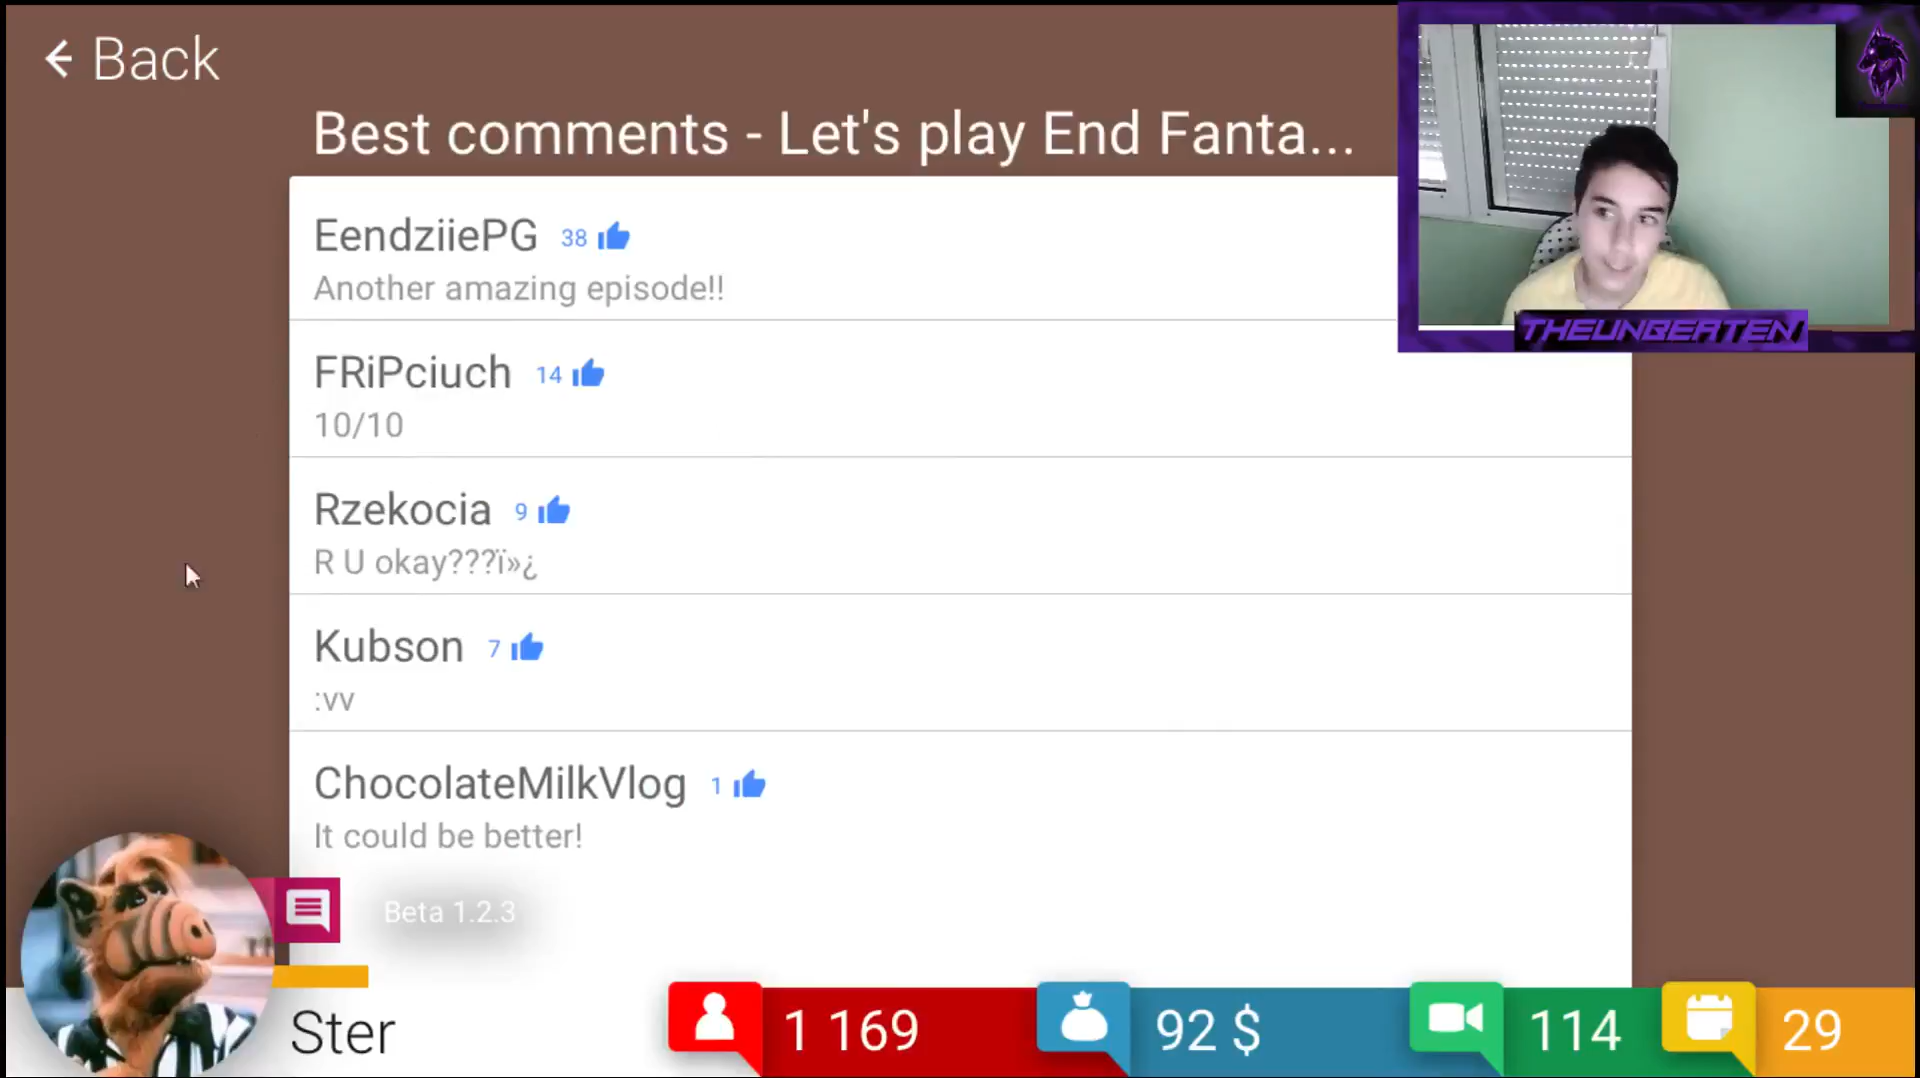 Back
Best comments - Let's play End Fanta...
EendziiePG 38
Another amazing episode!!
FRiPciuch 14
10/10
Rzekocia 9
R U okay???ï»¿
Kubson 7
:vv
ChocolateMilkVlog 1
It could be better!
Beta 1.2.3
Ster
1 169
92 $
114
29
THEUNBEATEN